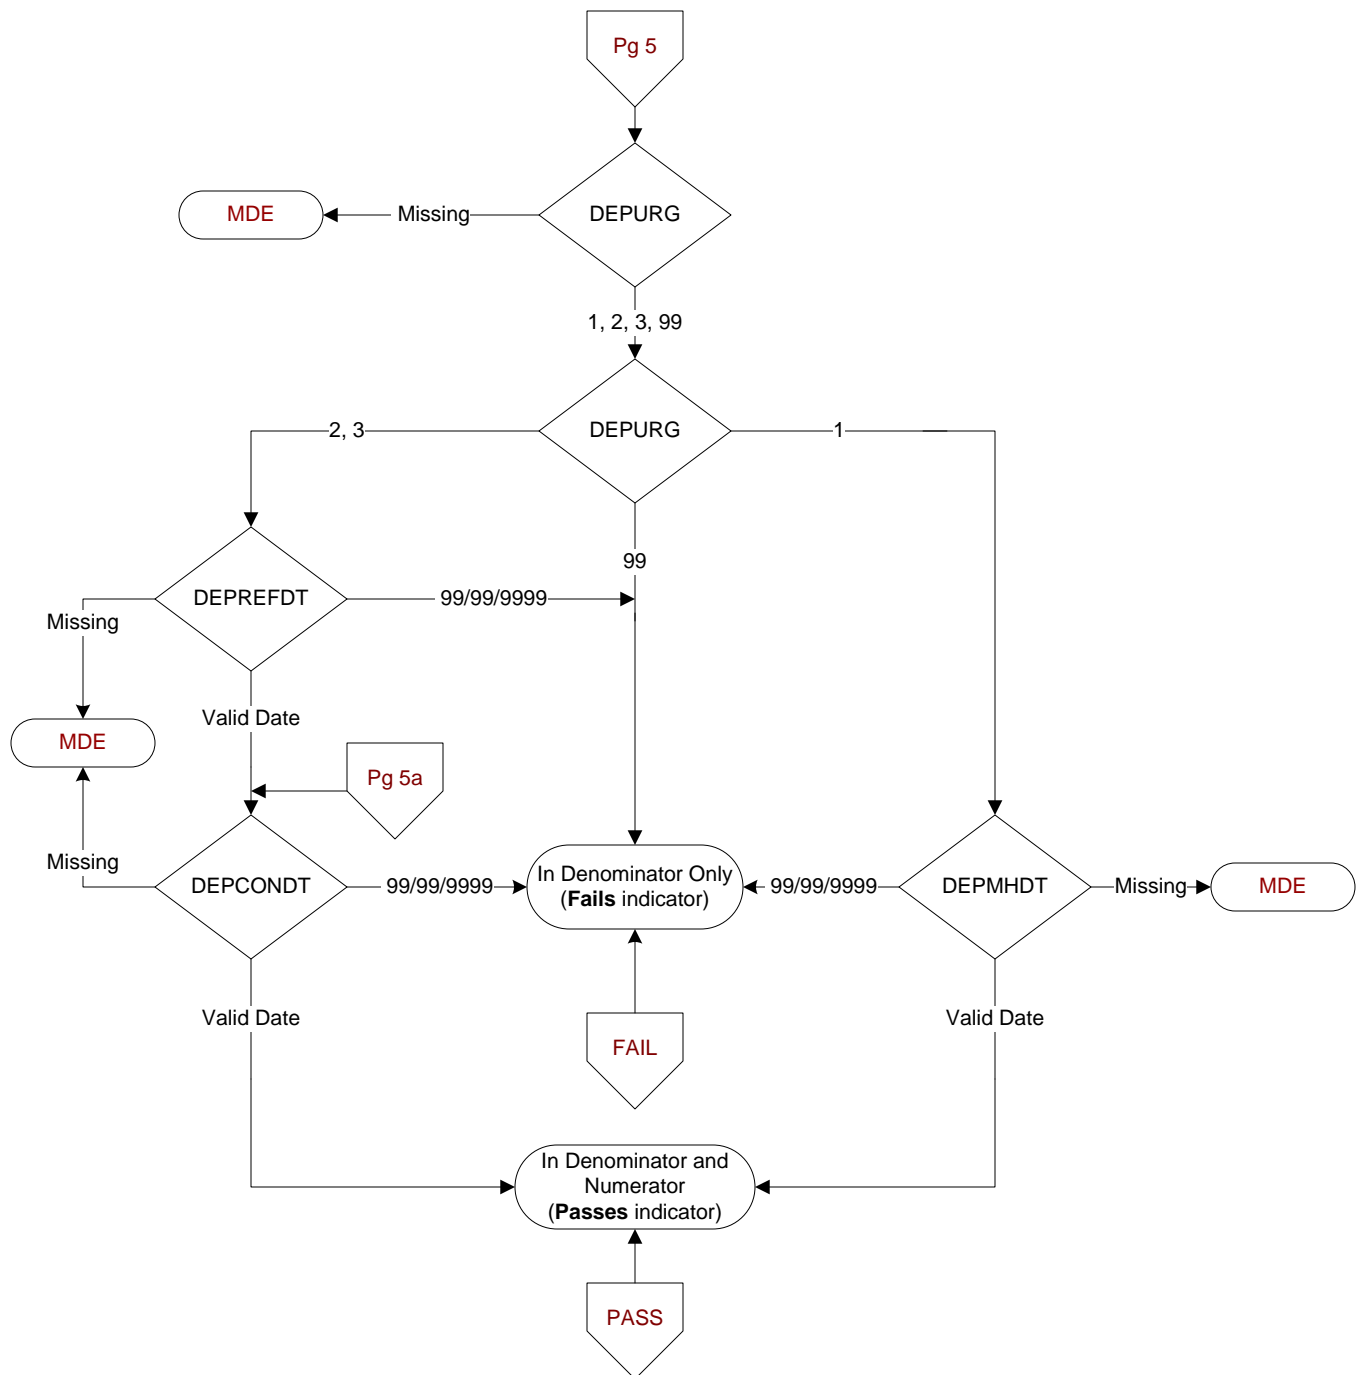 Pg 5
DEPURG
Missing
MDE
1, 2, 3, 99
DEPURG
2, 3
1
99
DEPREFDT
99/99/9999
Missing
Valid Date
MDE
Pg 5a
Missing
DEPCONDT
99/99/9999
In Denominator Only
(Fails indicator)
99/99/9999
DEPMHDT
Missing
MDE
Valid Date
Valid Date
FAIL
In Denominator and
Numerator
(Passes indicator)
PASS